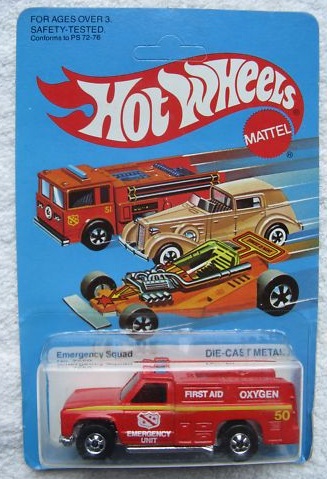 FOR AGES OVER 3.
SAFETY-TESTED.
Conforms to PS 72-76
HOT WHEELS
MATTEL
51
Emergency Squad
DIE-CAST METAL
FIRST AID OXYGEN
50
EMERGENCY
UNIT